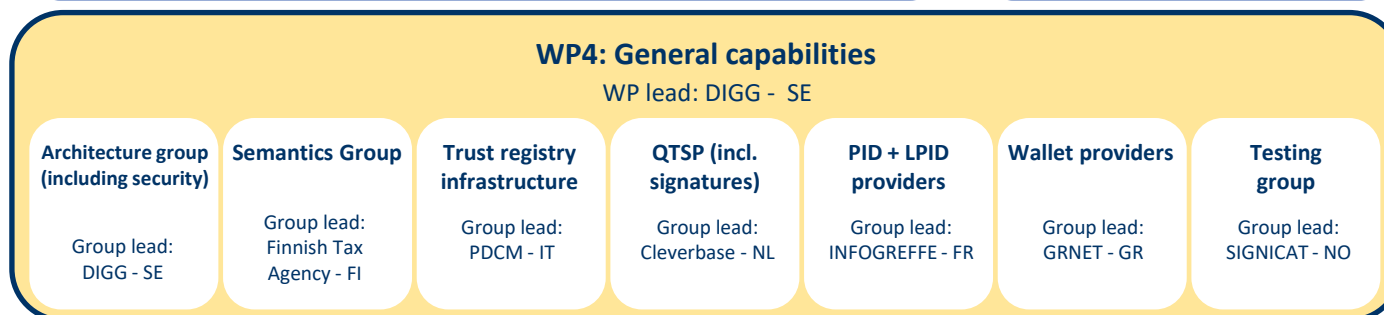 WP4: General capabilities
WP lead: DIGG - SE
Architecture group
(including security)
Group lead:
DIGG - SE
Semantics Group
Group lead:
Finnish Tax
Agency - FI
Trust registry
infrastructure
Group lead:
PDCM - IT
QTSP (incl.
signatures)
Group lead:
Cleverbase - NL
PID + LPID
providers
Group lead:
INFOGREFFE - FR
Wallet providers
Group lead:
GRNET - GR
Testing
group
Group lead:
SIGNICAT - NO